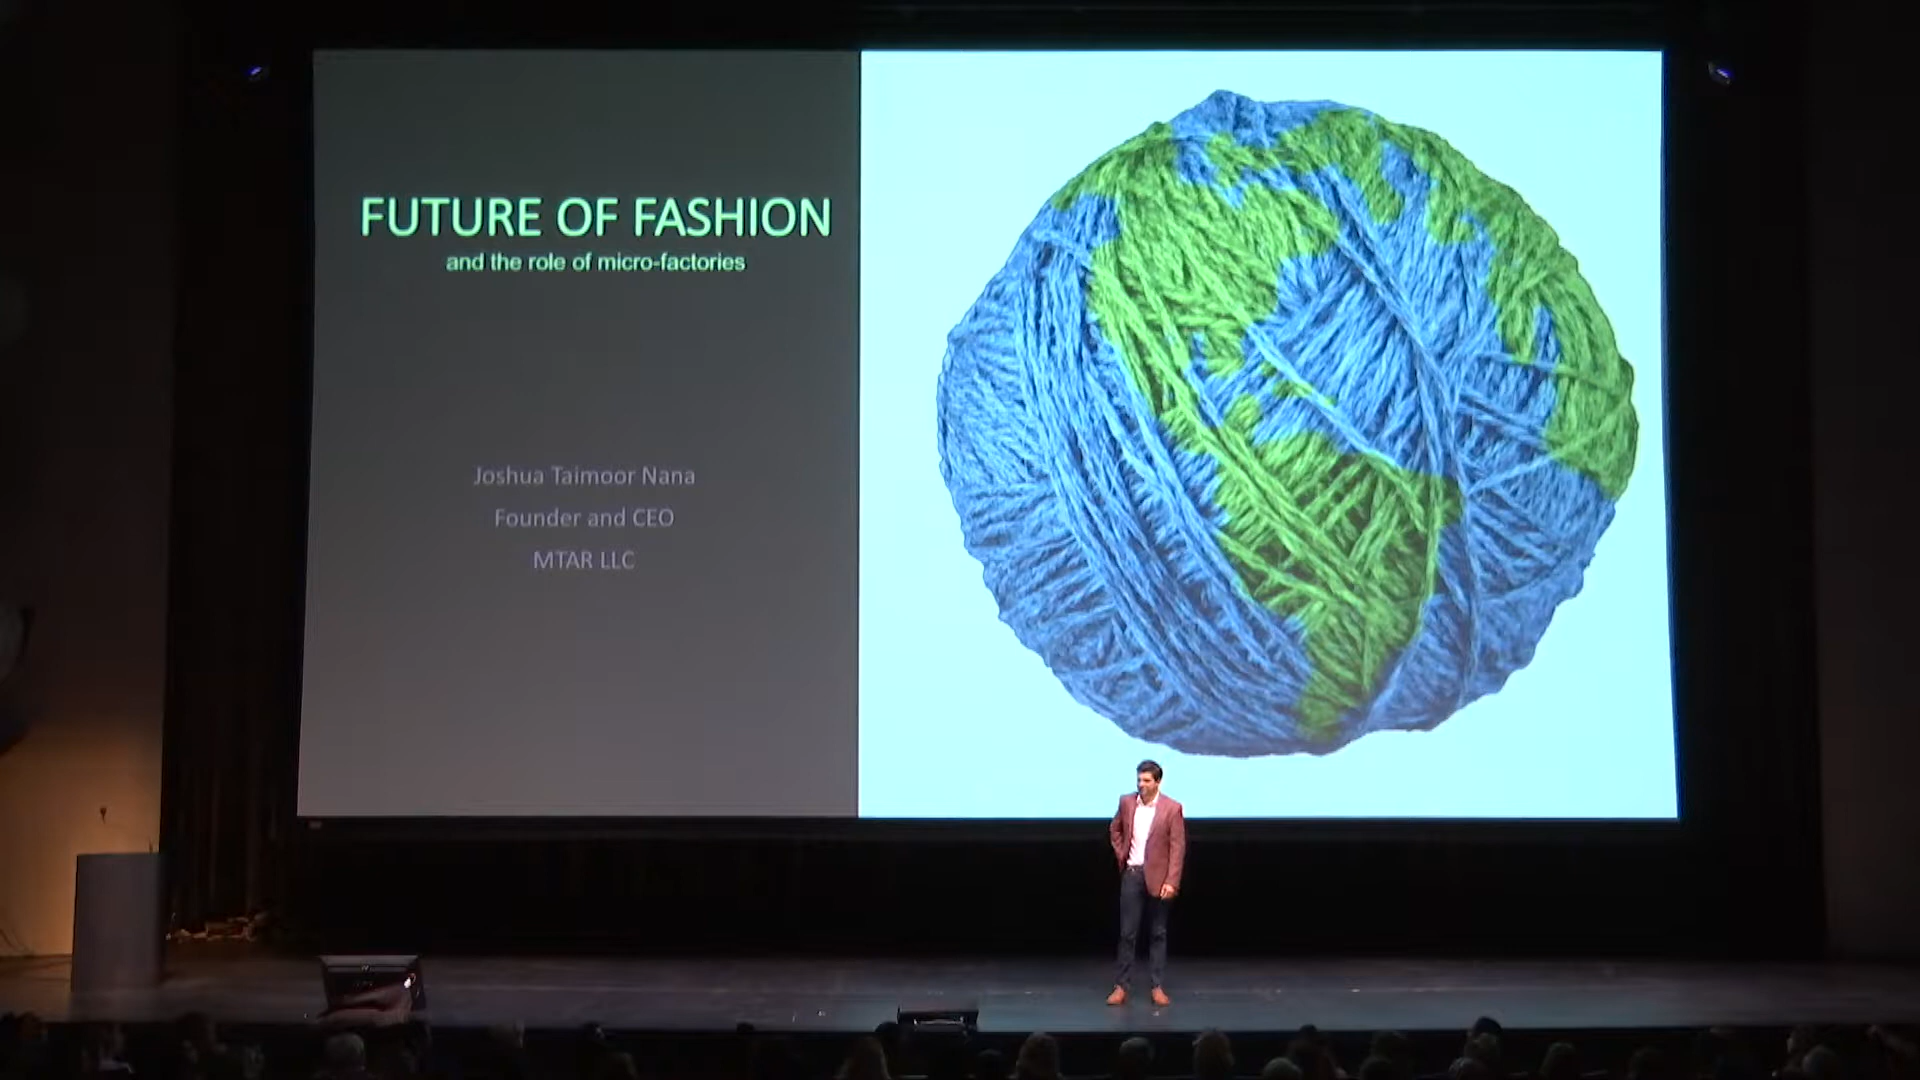 FUTURE OF FASHION
and the role of micro-factories
Joshua Taimoor Nana
Founder and CEO
MTAR LLC